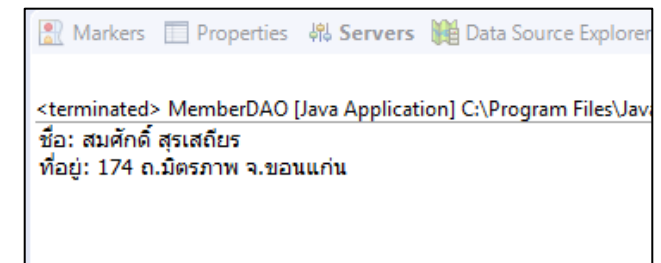 Markers Properties Servers Data Source Explorer
<terminated> MemberDAO [Java Application] C:\Program Files\Java
ชื่อ: สมศักดิ์ สุรเสถียร
ที่อยู่: 174 ถ.มิตรภาพ จ.ขอนแก่น